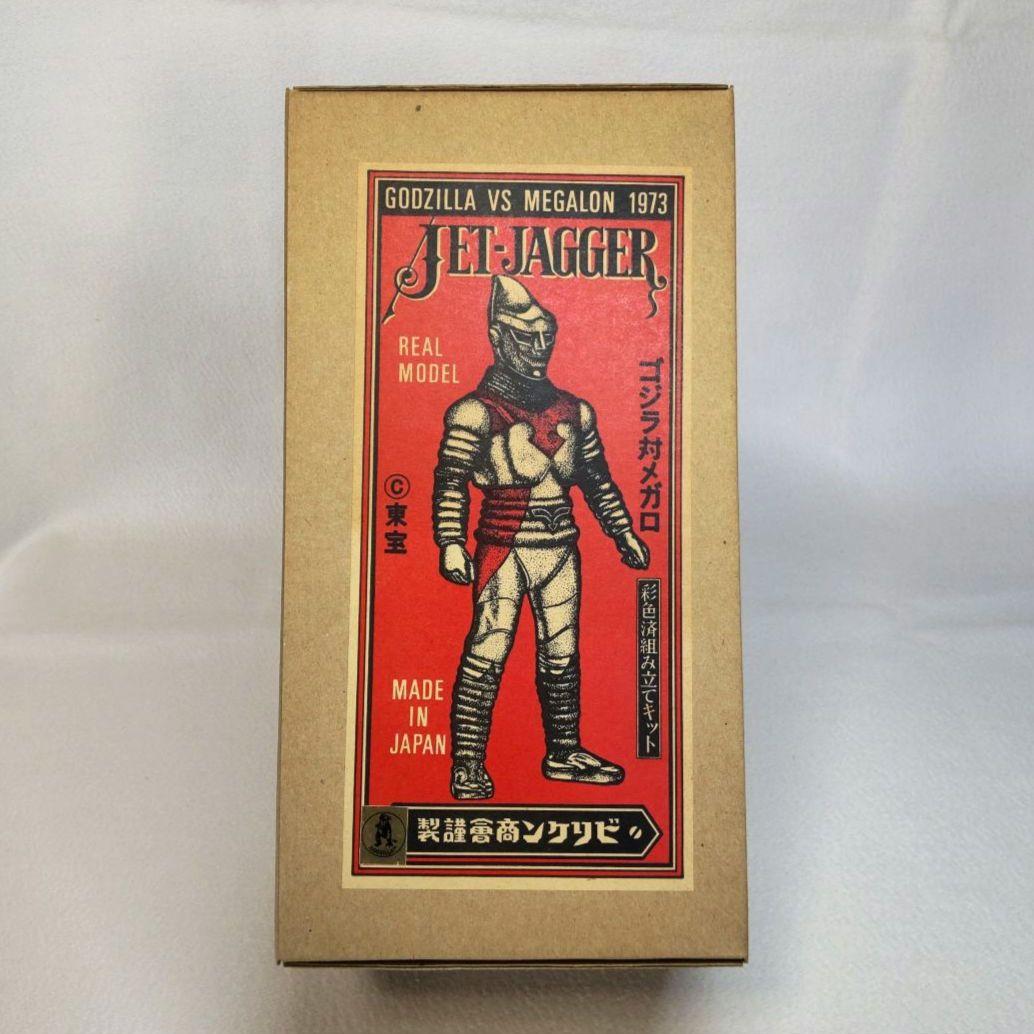 GODZILLA VS MEGALON 1973
JET-JAGGER
REAL
MODEL
ゴジラ対メガロ
©東宝
彩色済組み立てキット
MADE
IN
JAPAN
ビリケン商會謹製